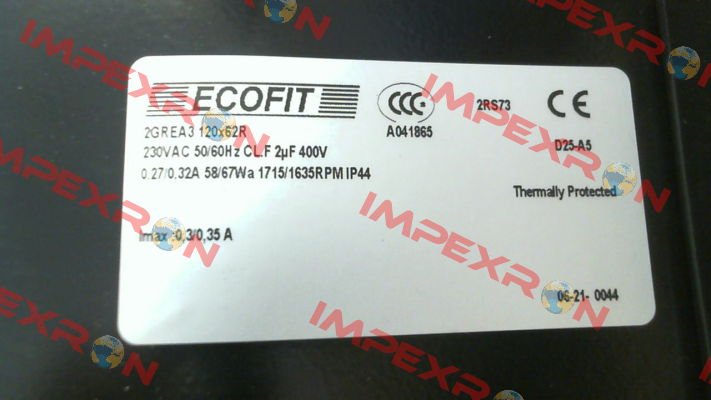 ECOFIT
CCC
2RS73
CE
A041865
2GREA3 120x62R
230VAC 50/60Hz CL.F 2µF 400V
D25-A5
0,27/0,32A 58/67Wa 1715/1635RPM IP44
Thermally Protected
Imax :0,3/0,35 A
06-21- 0044
IMPEXRON
IMPEXRON
IMPEXRON
IMPEXRON
IMPEXRON
IMPEXRON